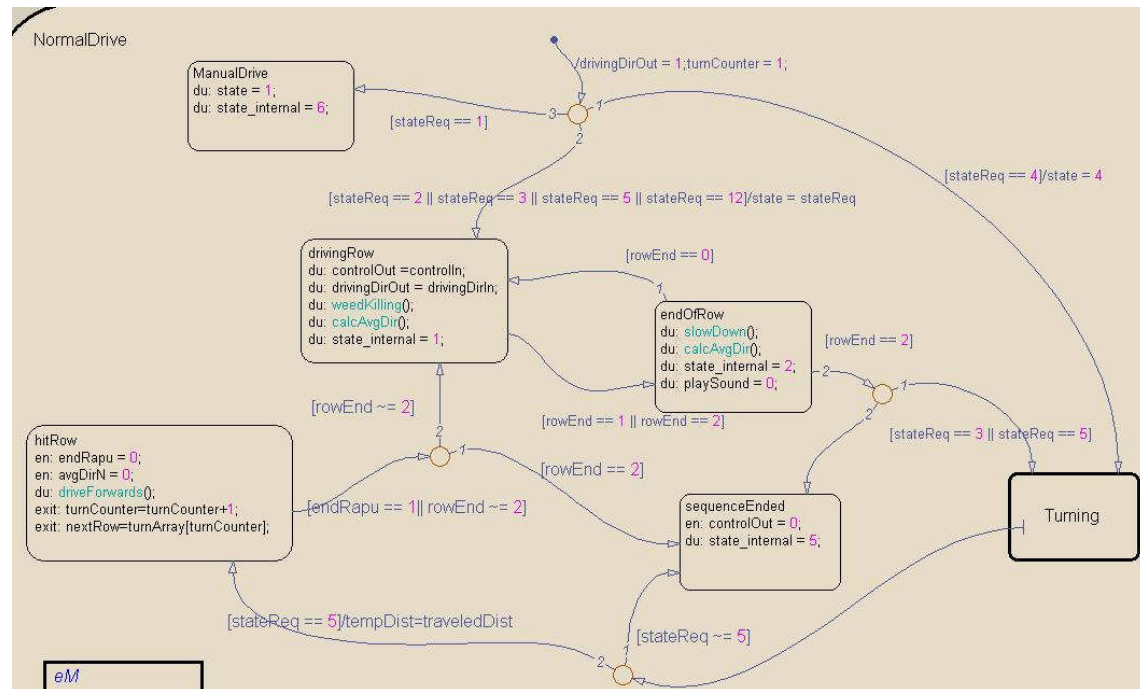 NormalDrive
/drivingDirOut = 1;turnCounter = 1;
ManualDrive
du: state = 1;
du: state_internal = 6;
3
1
2
[stateReq == 1]
[stateReq == 4]/state = 4
[stateReq == 2 || stateReq == 3 || stateReq == 5 || stateReq == 12]/state = stateReq
drivingRow
du: controlOut =controlIn;
du: drivingDirOut = drivingDirIn;
du: weedKilling();
du: calcAvgDir();
du: state_internal = 1;
[rowEnd == 0]
1
endOfRow
du: slowDown();
du: calcAvgDir();
du: state_internal = 2;
du: playSound = 0;
[rowEnd == 2]
2
1
2
[rowEnd ~= 2]
[rowEnd == 1 || rowEnd == 2]
[stateReq == 3 || stateReq == 5]
hitRow
en: endRapu = 0;
en: avgDirN = 0;
du: driveForwards();
exit: turnCounter=turnCounter+1;
exit: nextRow=turnArray[turnCounter];
2
1
[rowEnd == 2]
[endRapu == 1|| rowEnd ~= 2]
sequenceEnded
en: controlOut = 0;
du: state_internal = 5;
Turning
[stateReq == 5]/tempDist=traveledDist
[stateReq ~= 5]
1
2
eM